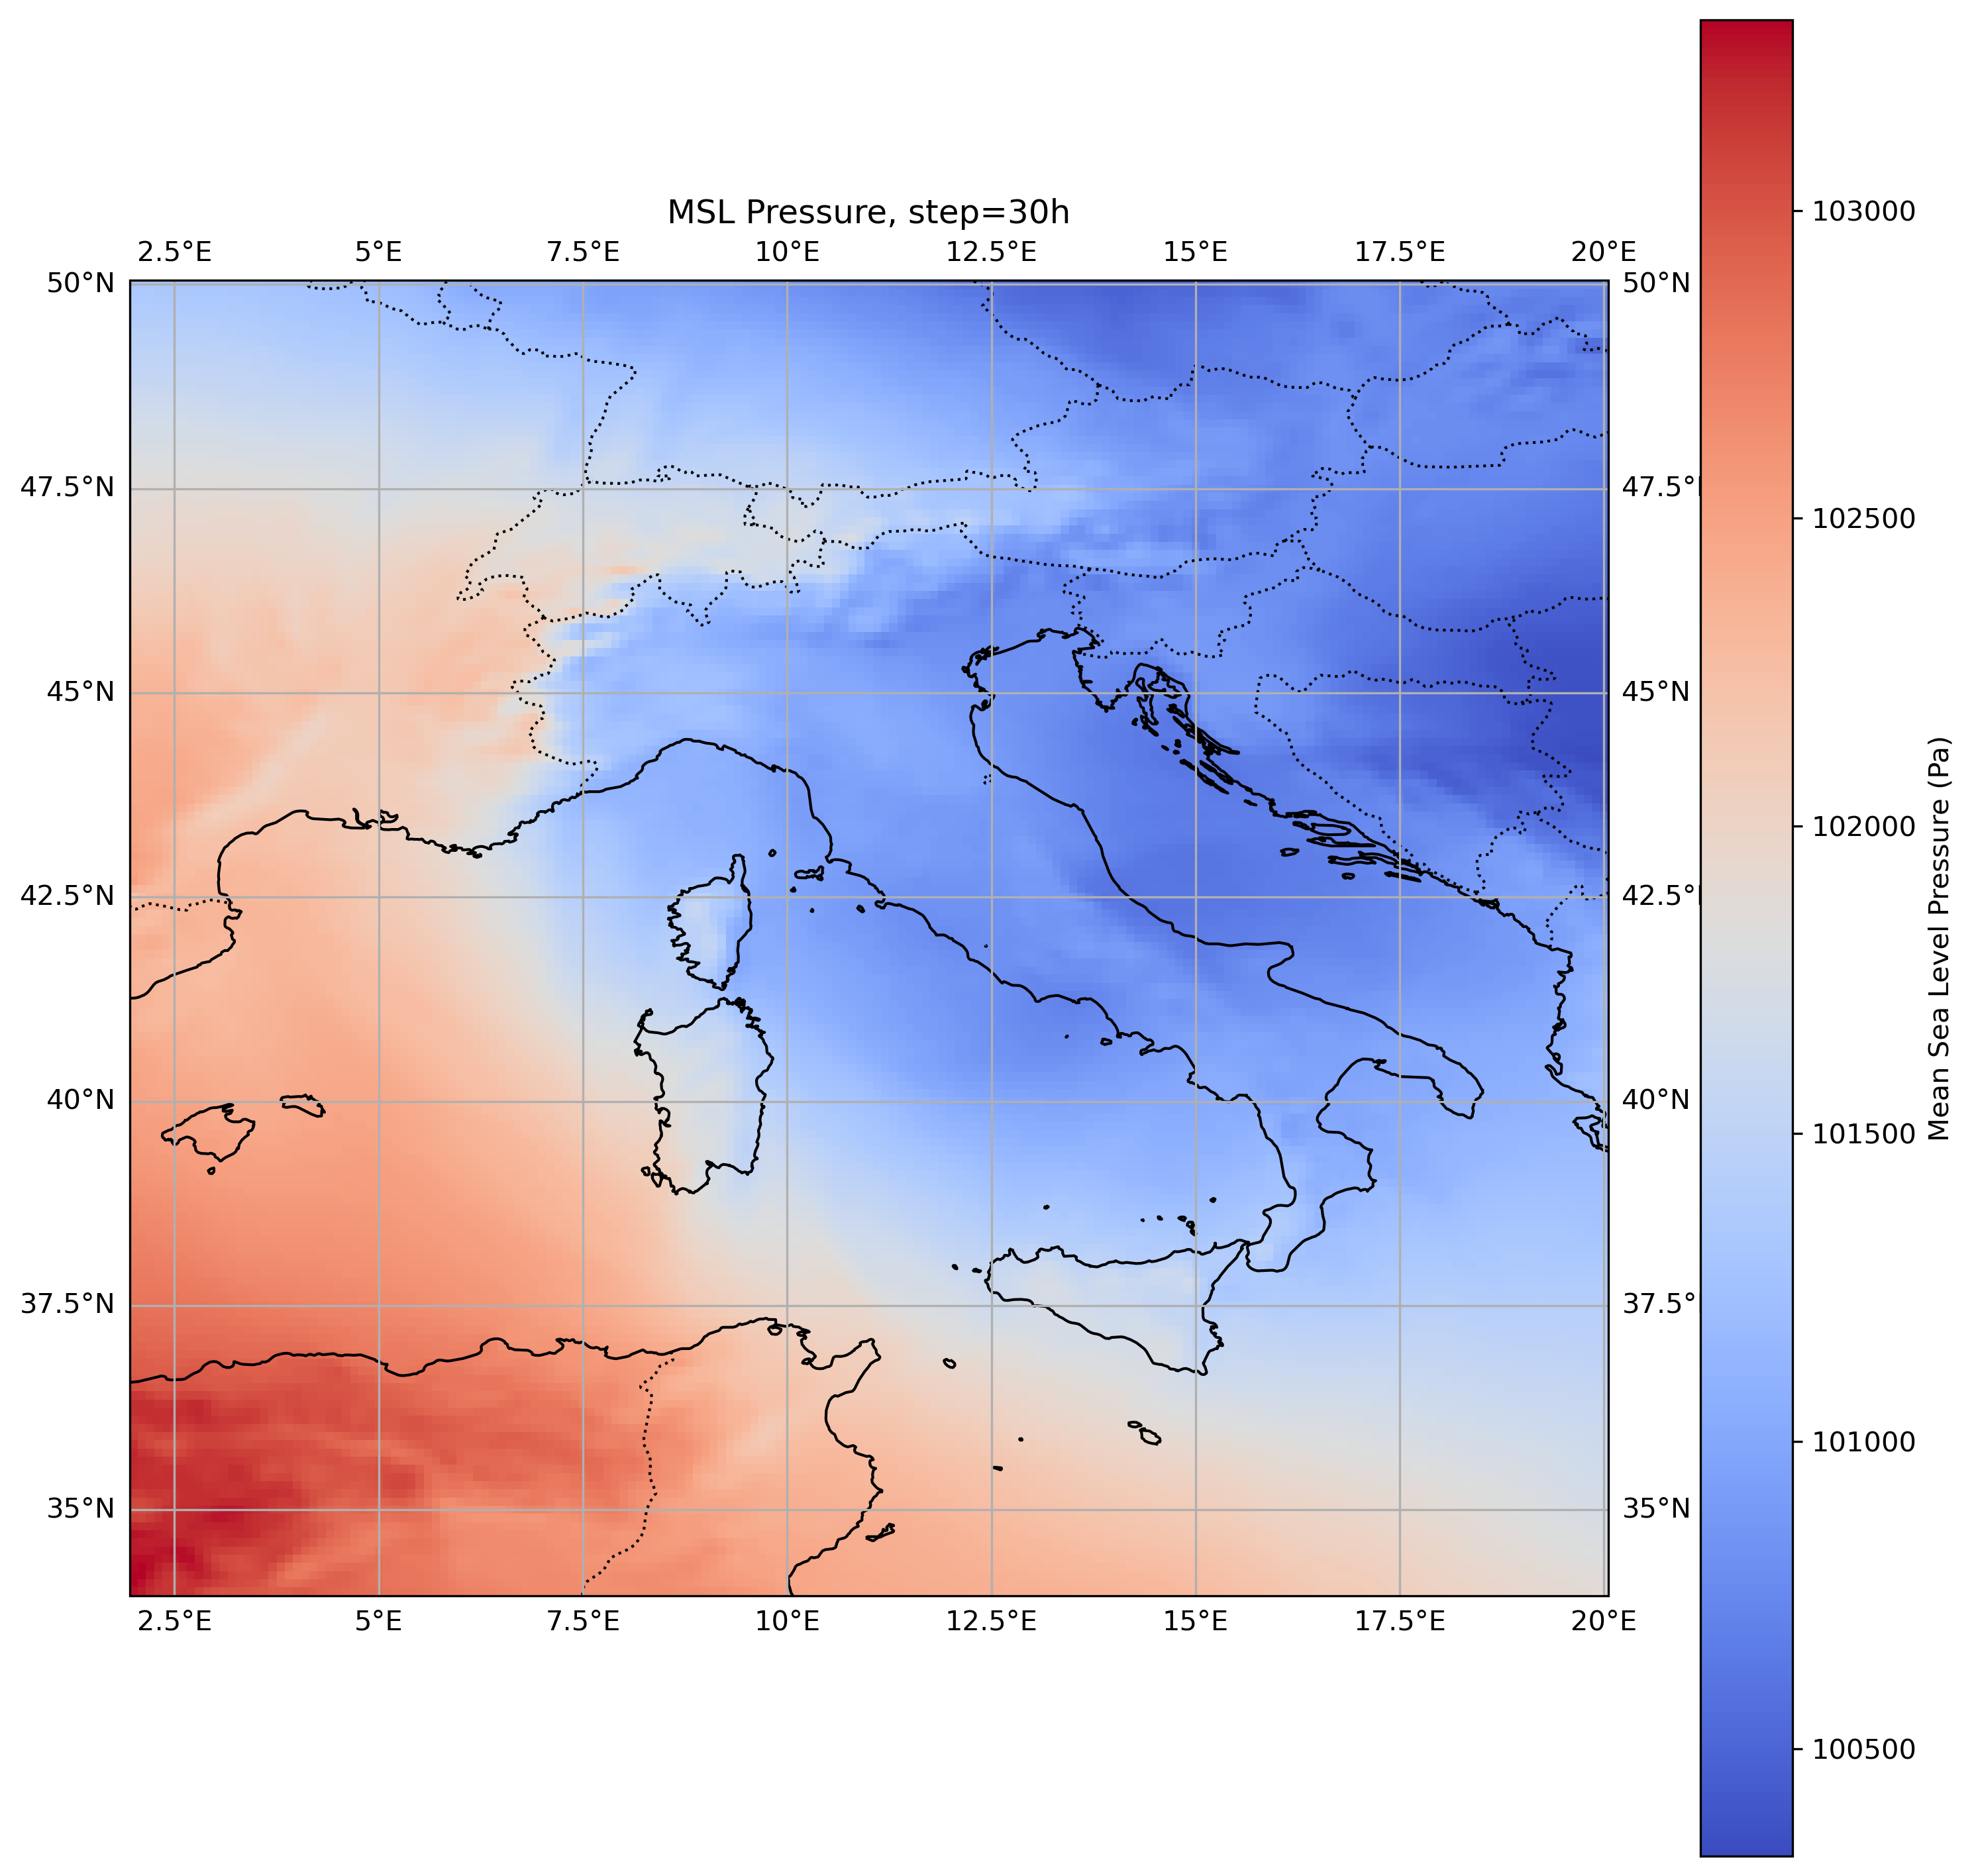 MSL Pressure, step=30h
2.5°E 5°E 7.5°E 10°E 12.5°E 15°E 17.5°E 20°E
50°N 50°N
103000
102500
47.5°N 47.5°
102000
45°N 45°N
42.5°N 42.5°
101500
40°N 40°N
37.5°N 37.5°
101000
35°N 35°N
2.5°E 5°E 7.5°E 10°E 12.5°E 15°E 17.5°E 20°E
100500
Mean Sea Level Pressure (Pa)